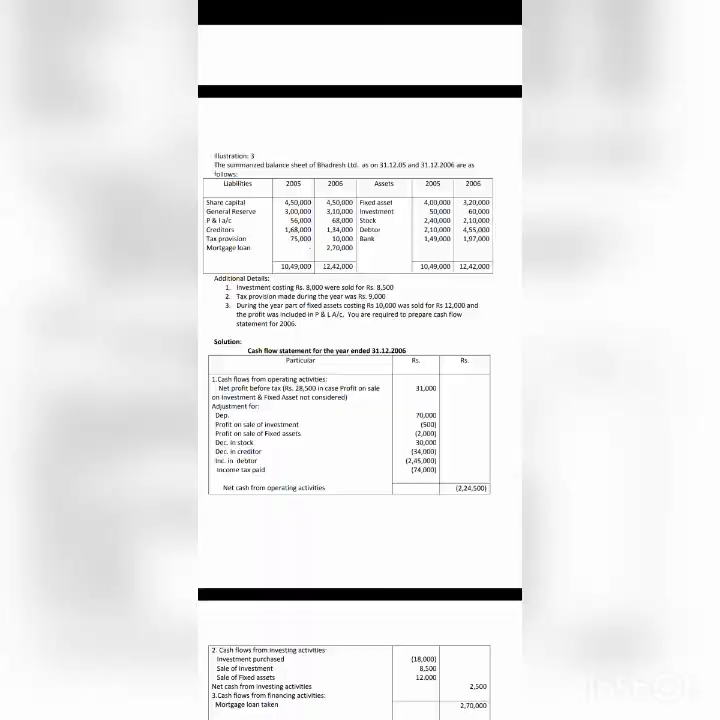 Illustration: 3
The summarized balance sheet of Bhadresh Ltd. as on 31.12.05 and 31.12.2006 are as
follows:
Liabilities 2005 2006 Assets 2005 2006
Share capital 4,50,000 4,50,000 Fixed asset 4,00,000 3,20,000
General Reserve 3,00,000 3,10,000 Investment 50,000 60,000
P & l a/c 56,000 68,000 Stock 2,40,000 2,10,000
Creditors 1,68,000 1,34,000 Debtor 2,10,000 4,55,000
Tax provision 75,000 10,000 Bank 1,49,000 1,97,000
Mortgage loan - 2,70,000
10,49,000 12,42,000 10,49,000 12,42,000
Additional Details:
1. Investment costing Rs. 8,000 were sold for Rs. 8,500
2. Tax provision made during the year was Rs. 9,000
3. During the year part of fixed assets costing Rs 10,000 was sold for Rs 12,000 and
the profit was included in P & L A/c. You are required to prepare cash flow
statement for 2006.
Solution:
Cash flow statement for the year ended 31.12.2006
Particular Rs. Rs.
1.Cash flows from operating activities:
Net profit before tax (Rs. 28,500 in case Profit on sale 31,000
on Investment & Fixed Asset not considered)
Adjustment for:
Dep. 70,000
Profit on sale of investment (500)
Profit on sale of Fixed assets (2,000)
Dec. in stock 30,000
Dec. in creditor (34,000)
Inc. in debtor (2,45,000)
Income tax paid (74,000)
Net cash from operating activities (2,24,500)
2. Cash flows from investing activities
Investment purchased (18,000)
Sale of Investment 8,500
Sale of Fixed assets 12,000
Net cash from investing activities 2,500
3.Cash flows from financing activities:
Mortgage loan taken 2,70,000